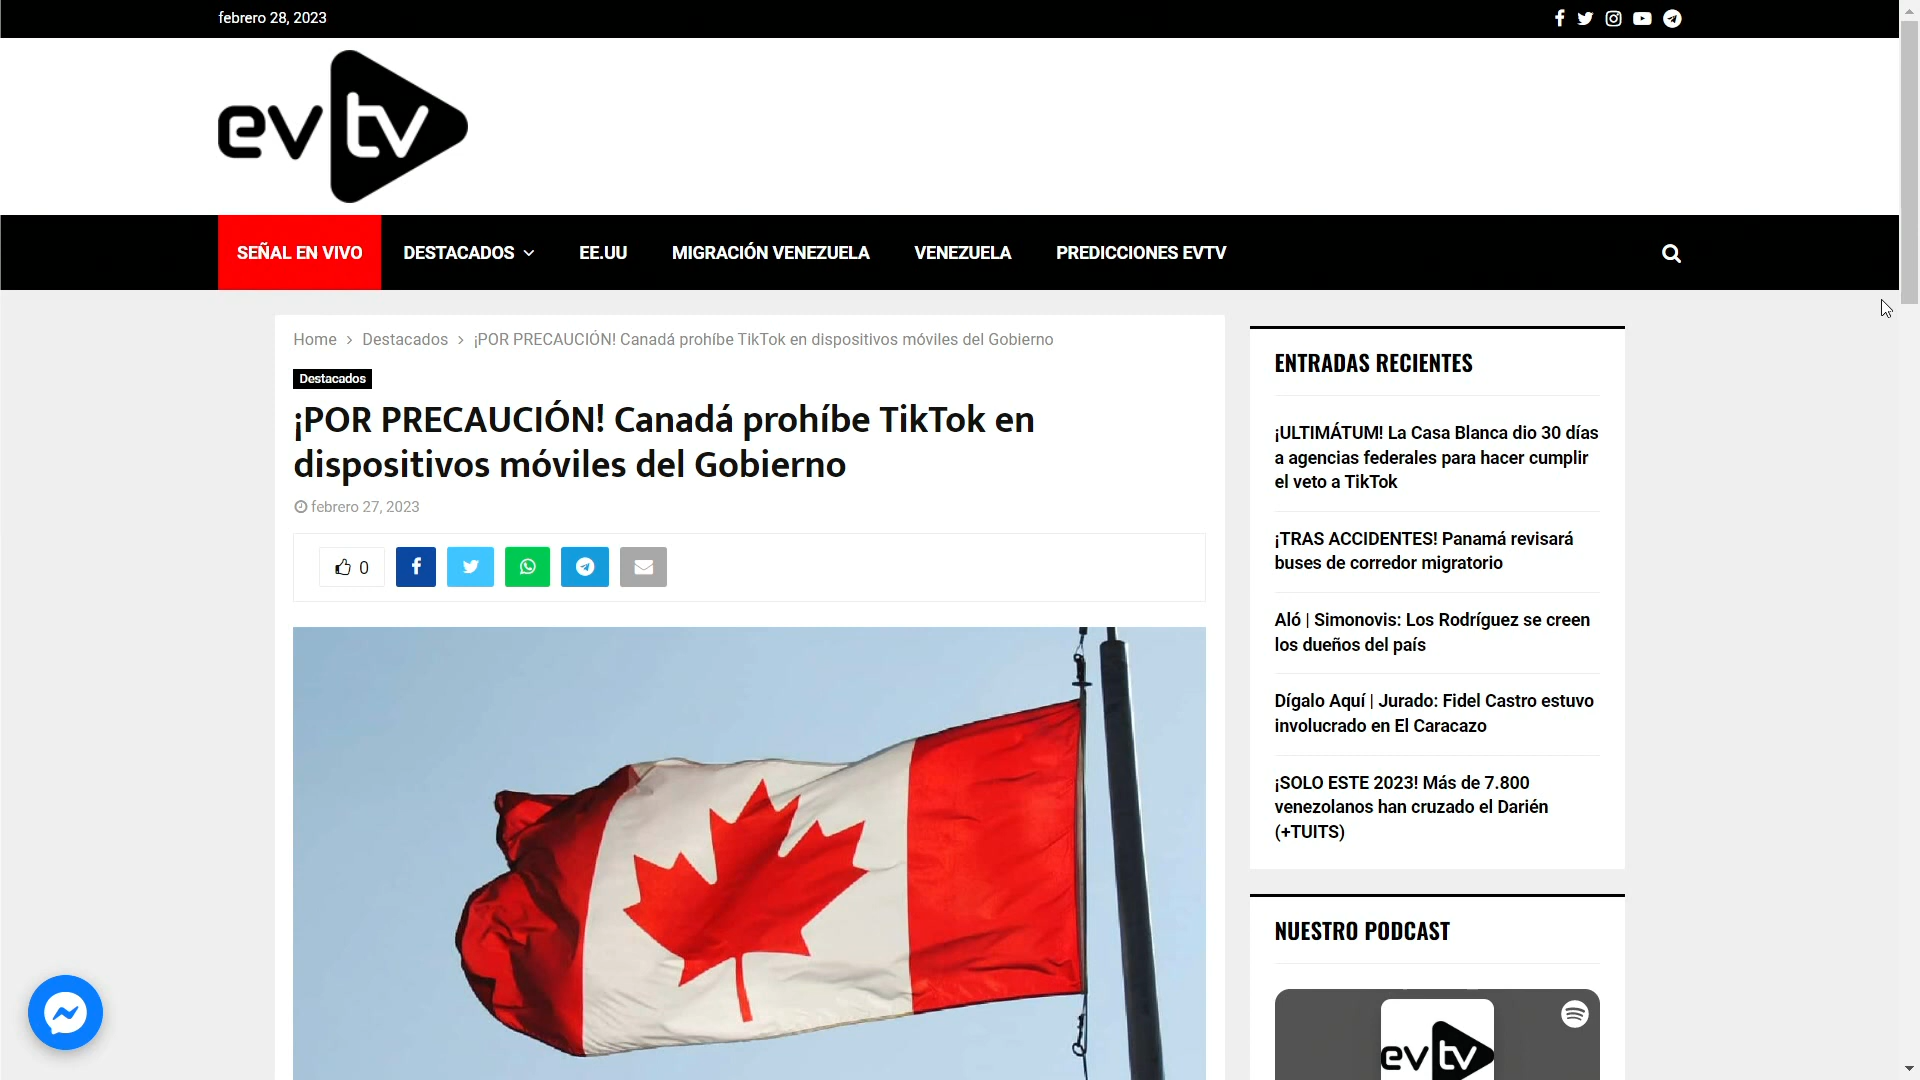 febrero 28, 2023
evtv
SEÑAL EN VIVO
DESTACADOS
EE.UU
MIGRACIÓN VENEZUELA
VENEZUELA
PREDICCIONES EVTV
Home > Destacados > ¡POR PRECAUCIÓN! Canadá prohíbe TikTok en dispositivos móviles del Gobierno
Destacados
¡POR PRECAUCIÓN! Canadá prohíbe TikTok en
dispositivos móviles del Gobierno
febrero 27, 2023
0
ENTRADAS RECIENTES
¡ULTIMÁTUM! La Casa Blanca dio 30 días
a agencias federales para hacer cumplir
el veto a TikTok
¡TRAS ACCIDENTES! Panamá revisará
buses de corredor migratorio
Aló | Simonovis: Los Rodríguez se creen
los dueños del país
Dígalo Aquí | Jurado: Fidel Castro estuvo
involucrado en El Caracazo
¡SOLO ESTE 2023! Más de 7.800
venezolanos han cruzado el Darién
(+TUITS)
NUESTRO PODCAST
evtv